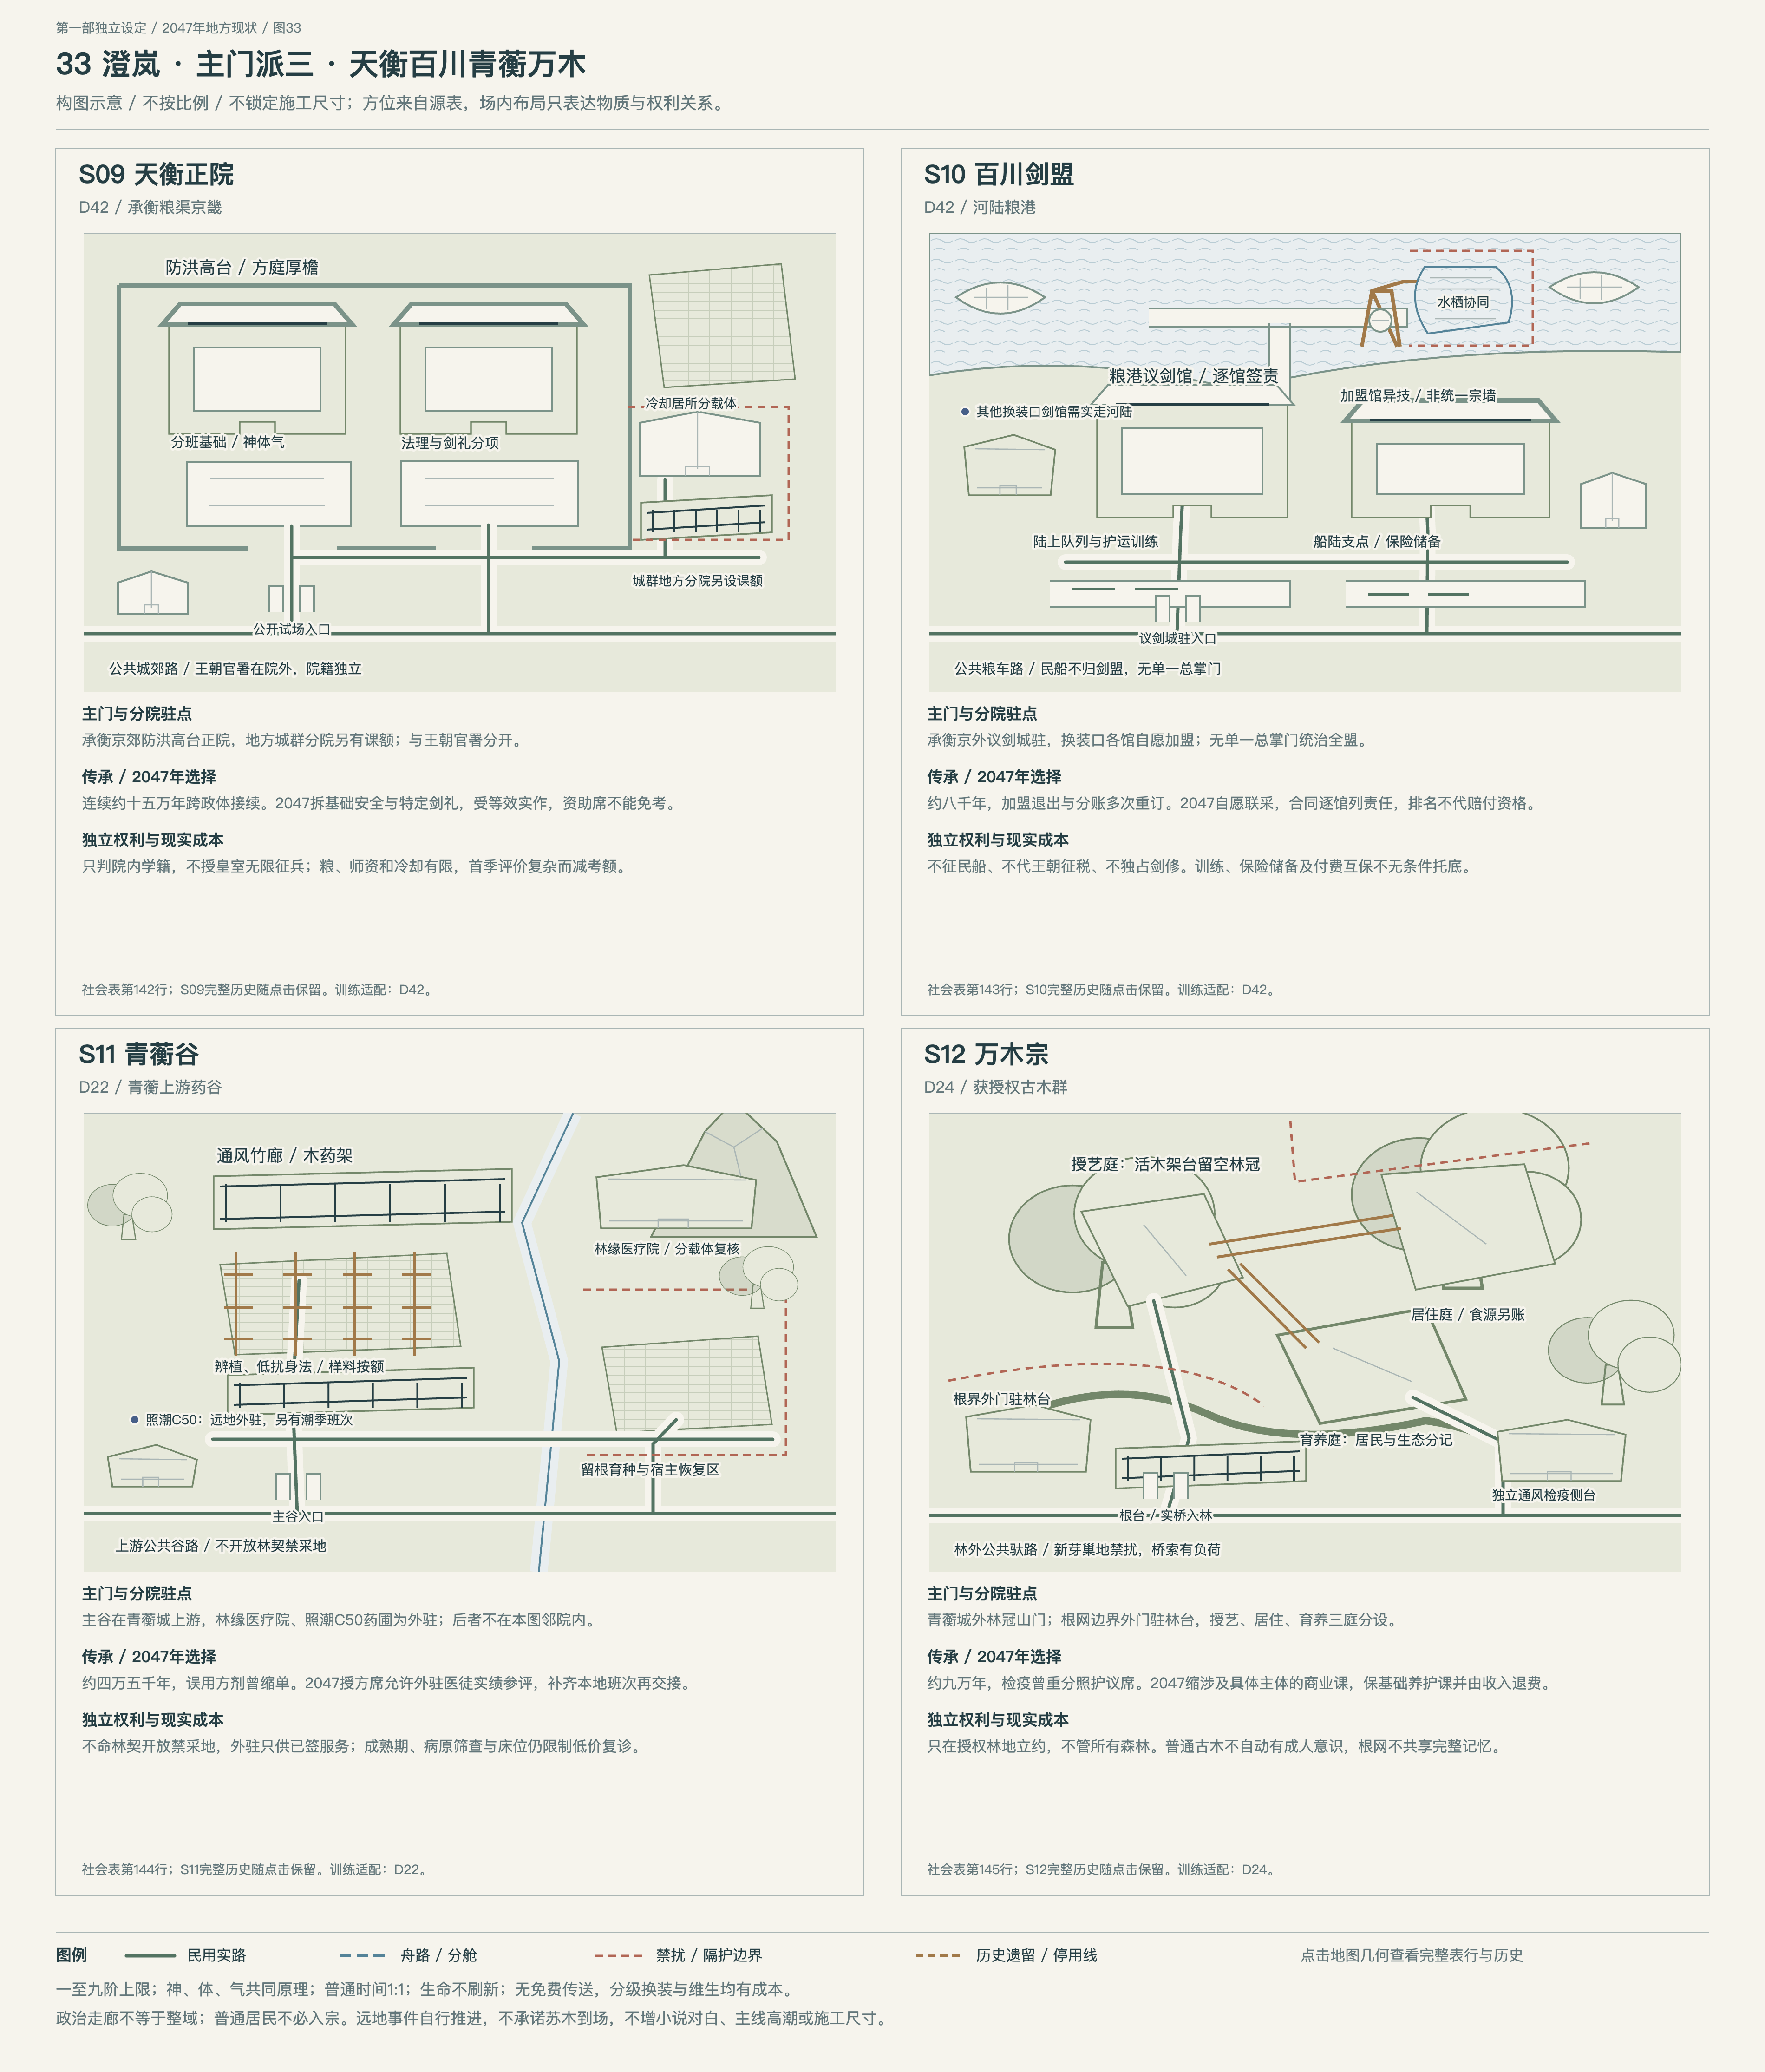 第一部独立设定 / 2047年地方现状 / 图33
33 澄岚 · 主门派三 · 天衡百川青蘅万木
构图示意 / 不按比例 / 不锁定施工尺寸；方位来自源表，场内布局只表达物质与权利关系。
S09 天衡正院
D42 / 承衡粮渠京畿
防洪高台 / 方庭厚檐
冷却居所分载体
分班基础 / 神体气
法理与剑礼分项
城群地方分院另设课额
公开试场入口
公共城郊路 / 王朝官署在院外，院籍独立
主门与分院驻点
承衡京郊防洪高台正院，地方城群分院另有课额；与王朝官署分开。
传承 / 2047年选择
连续约十五万年跨政体接续。2047拆基础安全与特定剑礼，受等效实作，资助席不能免考。
独立权利与现实成本
只判院内学籍，不授皇室无限征兵；粮、师资和冷却有限，首季评价复杂而减考额。
社会表第142行；S09完整历史随点击保留。训练适配：D42。
S10 百川剑盟
D42 / 河陆粮港
水栖协同
粮港议剑馆 / 逐馆签责
加盟馆异技 / 非统一宗墙
其他换装口剑馆需实走河陆
陆上队列与护运训练
船陆支点 / 保险储备
议剑城驻入口
公共粮车路 / 民船不归剑盟，无单一总掌门
主门与分院驻点
承衡京外议剑城驻，换装口各馆自愿加盟；无单一总掌门统治全盟。
传承 / 2047年选择
约八千年，加盟退出与分账多次重订。2047自愿联采，合同逐馆列责任，排名不代赔付资格。
独立权利与现实成本
不征民船、不代王朝征税、不独占剑修。训练、保险储备及付费互保不无条件托底。
社会表第143行；S10完整历史随点击保留。训练适配：D42。
S11 青蘅谷
D22 / 青蘅上游药谷
通风竹廊 / 木药架
林缘医疗院 / 分载体复核
辨植、低扰身法 / 样料按额
照潮C50：远地外驻，另有潮季班次
留根育种与宿主恢复区
主谷入口
上游公共谷路 / 不开放林契禁采地
主门与分院驻点
主谷在青蘅城上游，林缘医疗院、照潮C50药圃为外驻；后者不在本图邻院内。
传承 / 2047年选择
约四万五千年，误用方剂曾缩单。2047授方席允许外驻医徒实绩参评，补齐本地班次再交接。
独立权利与现实成本
不命林契开放禁采地，外驻只供已签服务；成熟期、病原筛查与床位仍限制低价复诊。
社会表第144行；S11完整历史随点击保留。训练适配：D22。
S12 万木宗
D24 / 获授权古木群
授艺庭：活木架台留空林冠
居住庭 / 食源另账
根界外门驻林台
育养庭：居民与生态分记
独立通风检疫侧台
根台 / 实桥入林
林外公共驮路 / 新芽巢地禁扰，桥索有负荷
主门与分院驻点
青蘅城外林冠山门；根网边界外门驻林台，授艺、居住、育养三庭分设。
传承 / 2047年选择
约九万年，检疫曾重分照护议席。2047缩涉及具体主体的商业课，保基础养护课并由收入退费。
独立权利与现实成本
只在授权林地立约，不管所有森林。普通古木不自动有成人意识，根网不共享完整记忆。
社会表第145行；S12完整历史随点击保留。训练适配：D24。
图例
民用实路
舟路 / 分舱
禁扰 / 隔护边界
历史遗留 / 停用线
点击地图几何查看完整表行与历史
一至九阶上限；神、体、气共同原理；普通时间1:1；生命不刷新；无免费传送，分级换装与维生均有成本。
政治走廊不等于整域；普通居民不必入宗。远地事件自行推进，不承诺苏木到场，不增小说对白、主线高潮或施工尺寸。